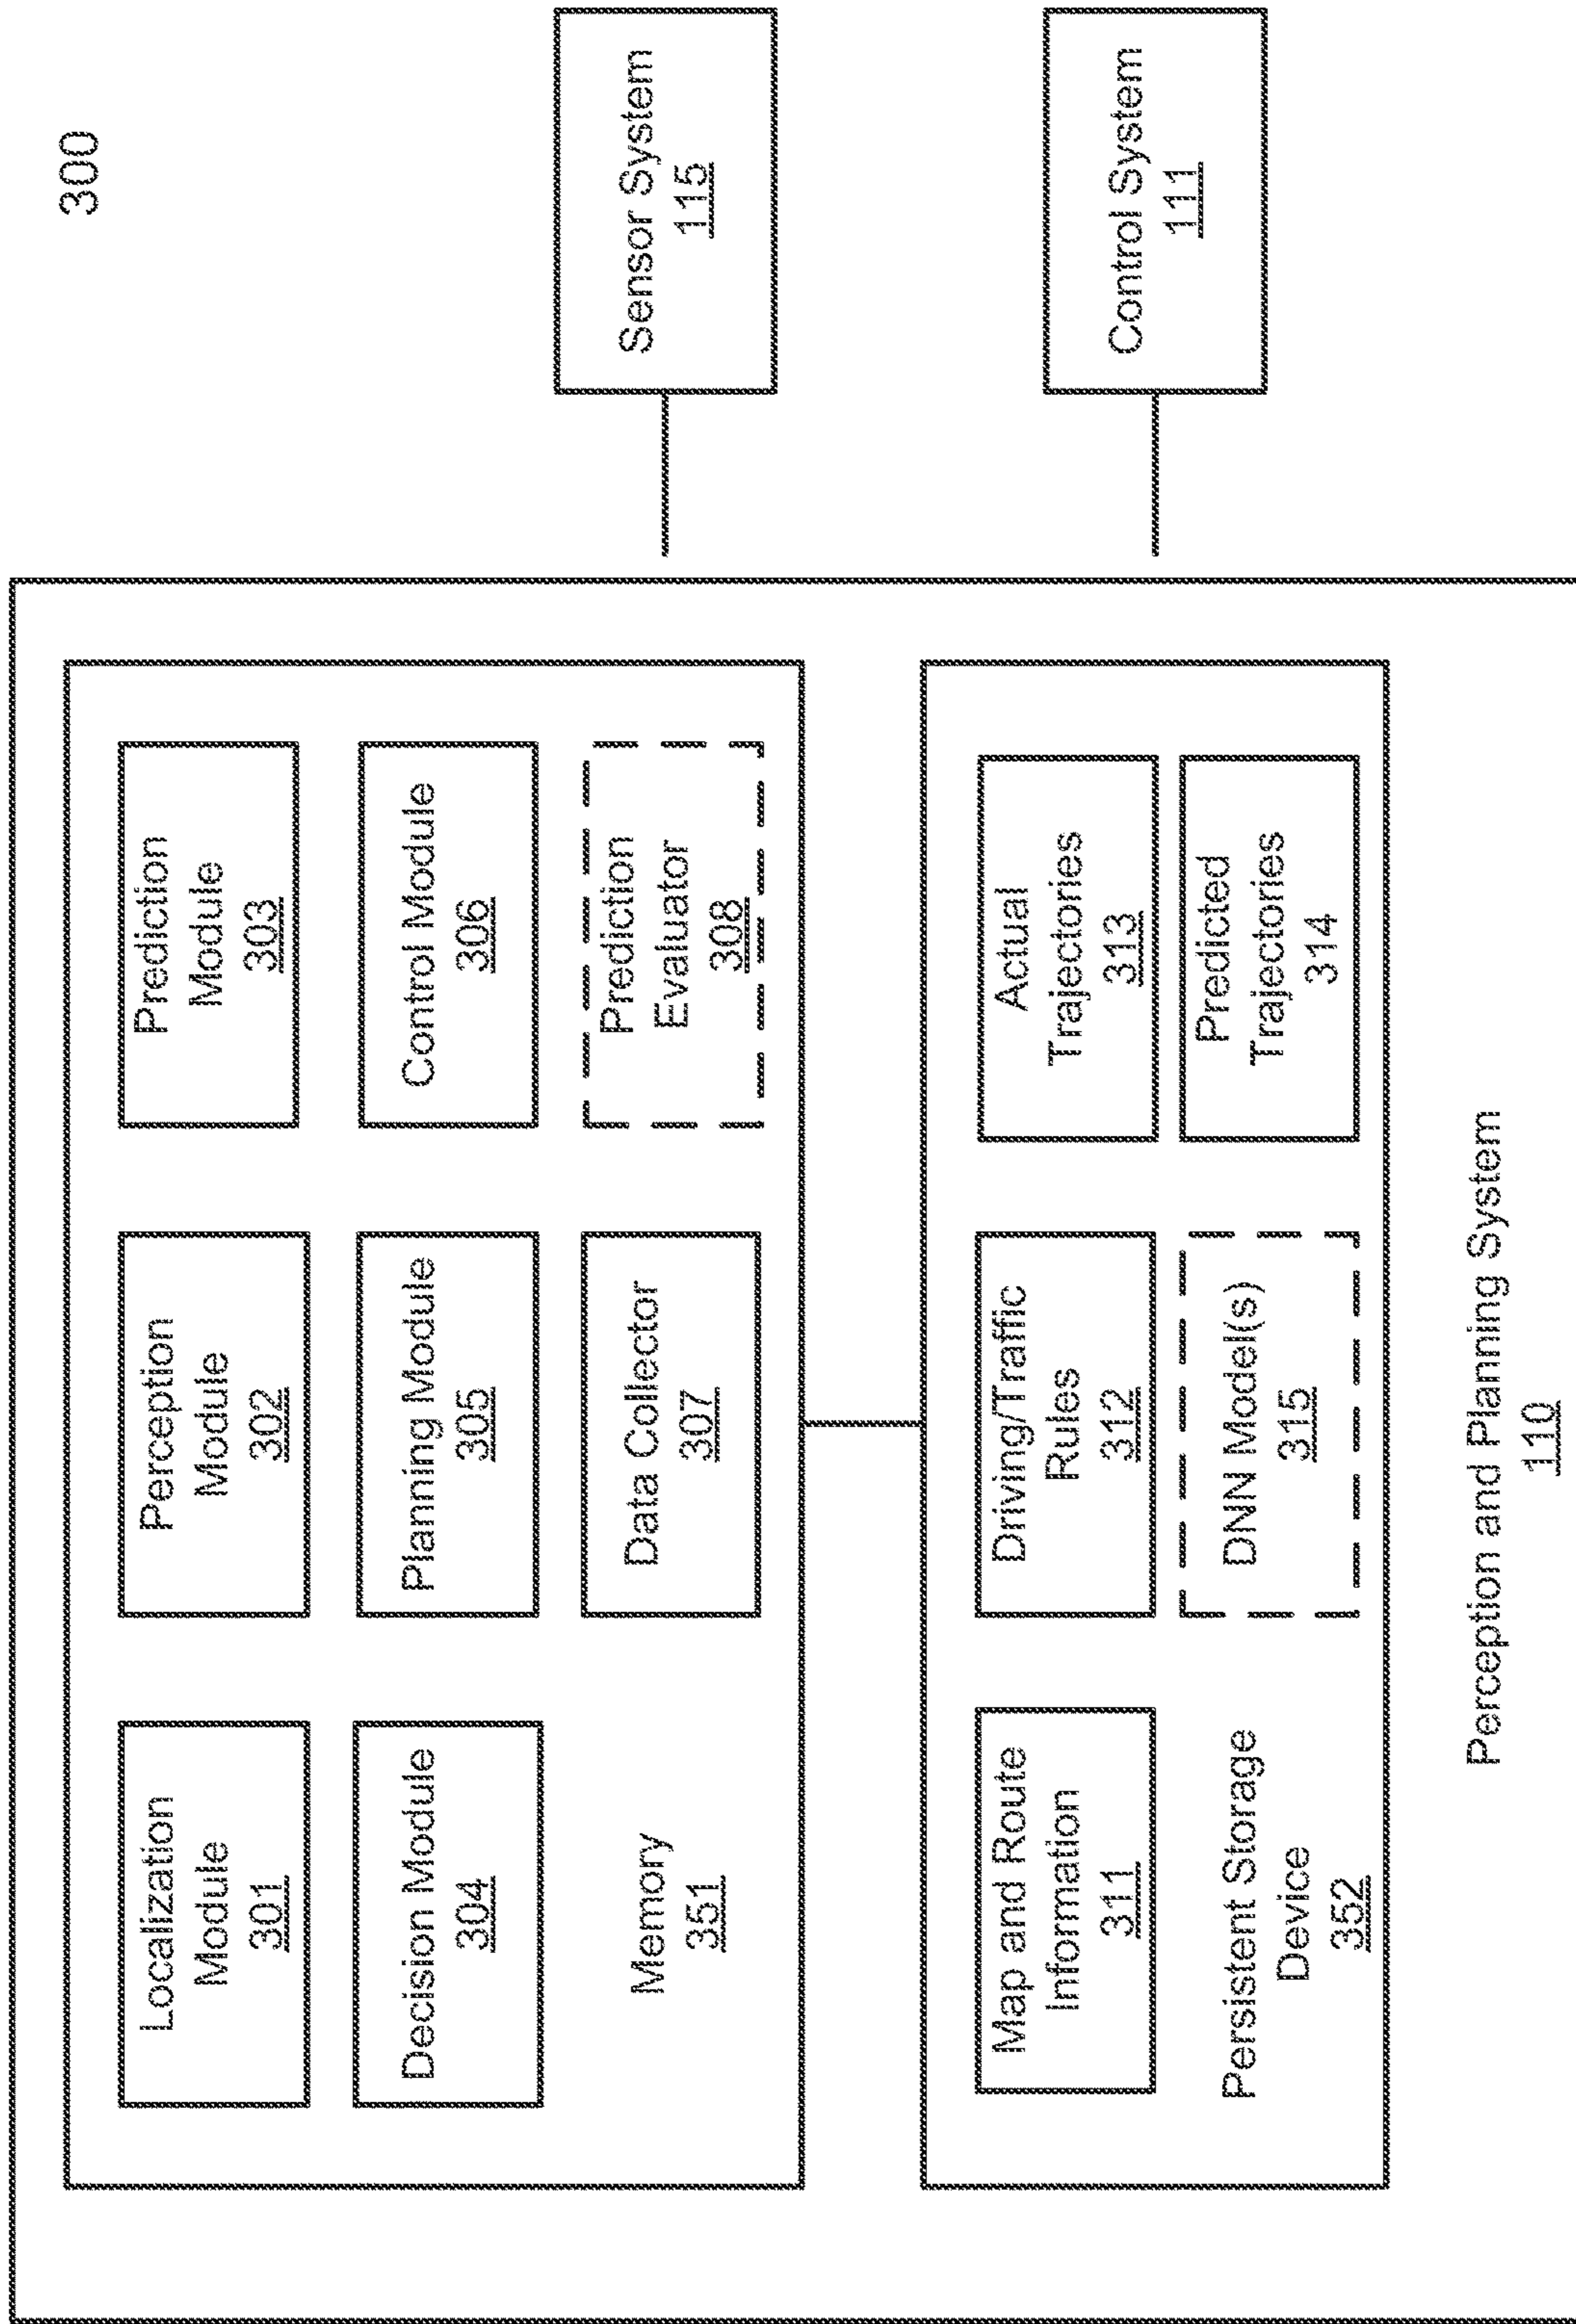 300
Localization
Module
301
Perception
Module
302
Prediction
Module
303
Decision Module
304
Planning Module
305
Control Module
306
Memory
351
Data Collector
307
Prediction
Evaluator
308
Map and Route
Information
311
Driving/Traffic
Rules
312
Actual
Trajectories
313
Persistent Storage
Device
352
DNN Model(s)
315
Predicted
Trajectories
314
Perception and Planning System
110
Sensor System
115
Control System
111